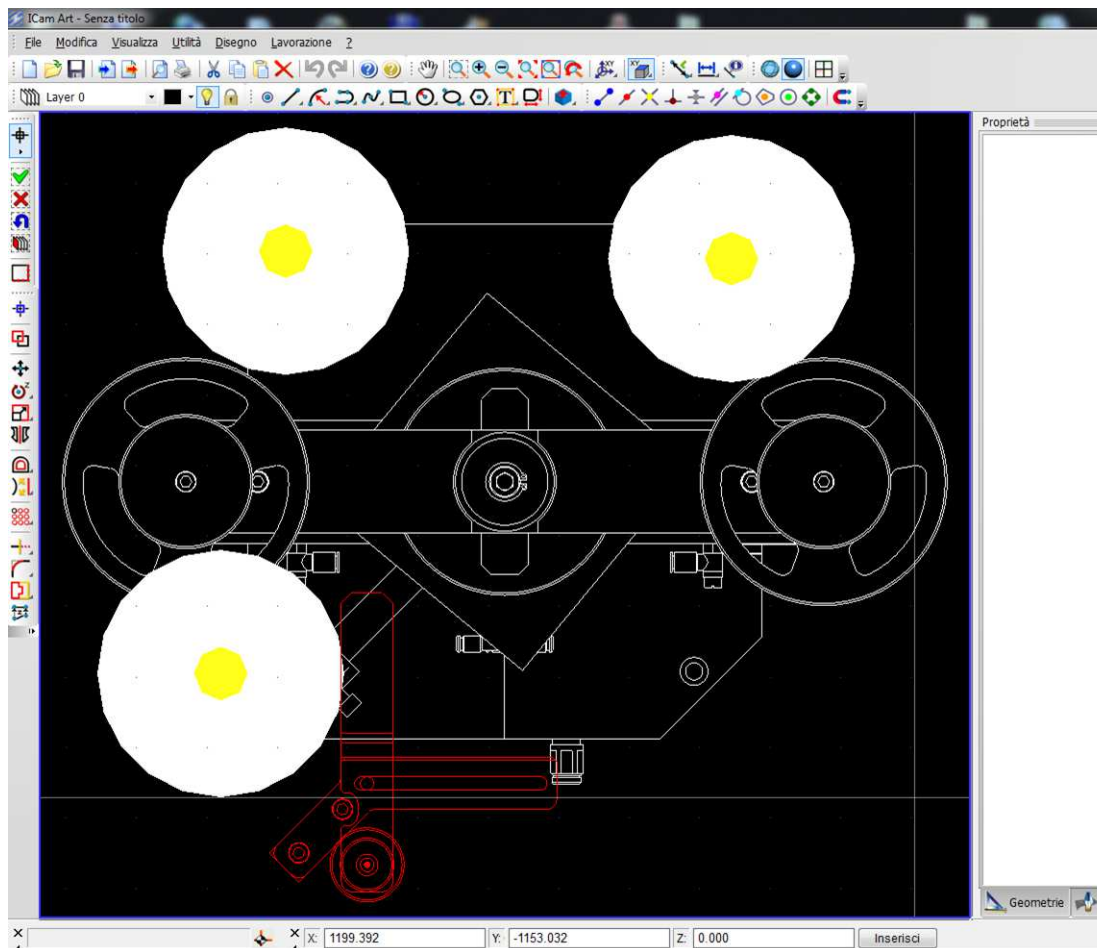 ICam Art - Senza titolo
File Modifica Visualizza Utilità Disegno Lavorazione ?
Layer 0
Proprietà
Geometrie
X: 1199.392 Y: -1153.032 Z: 0.000 Inserisci